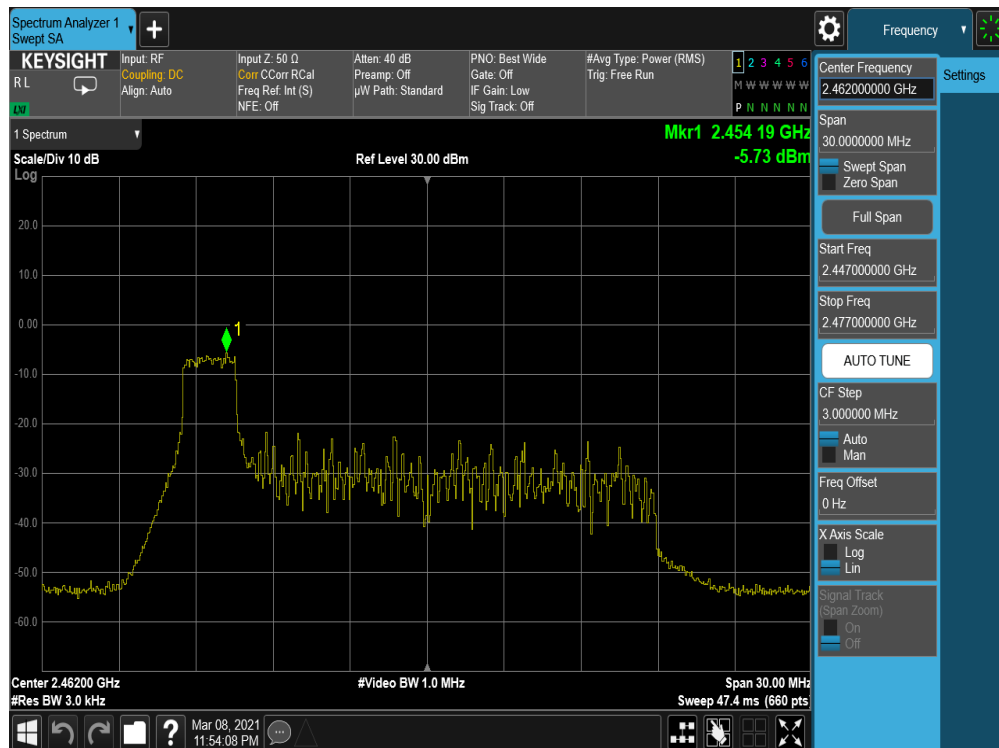 Spectrum Analyzer 1
Swept SA
+
Frequency
KEYSIGHT
R L
LXI
Input: RF
Coupling: DC
Align: Auto
Input Z: 50 Ω
Corr CCorr RCal
Freq Ref: Int (S)
NFE: Off
Atten: 40 dB
Preamp: Off
µW Path: Standard
PNO: Best Wide
Gate: Off
IF Gain: Low
Sig Track: Off
#Avg Type: Power (RMS)
Trig: Free Run
1 2 3 4 5 6
M W W W W W
P N N N N N
1 Spectrum
Scale/Div 10 dB
Log
Ref Level 30.00 dBm
Mkr1 2.454 19 GHz
-5.73 dBm
20.0
10.0
0.00
-10.0
-20.0
-30.0
-40.0
-50.0
-60.0
1
Center 2.46200 GHz
#Res BW 3.0 kHz
#Video BW 1.0 MHz
Span 30.00 MHz
Sweep 47.4 ms (660 pts)
?
Mar 08, 2021
11:54:08 PM
Center Frequency
2.462000000 GHz
Span
30.0000000 MHz
Swept Span
Zero Span
Full Span
Start Freq
2.447000000 GHz
Stop Freq
2.477000000 GHz
AUTO TUNE
CF Step
3.000000 MHz
Auto
Man
Freq Offset
0 Hz
X Axis Scale
Log
Lin
Signal Track
(Span Zoom)
On
Off
Settings